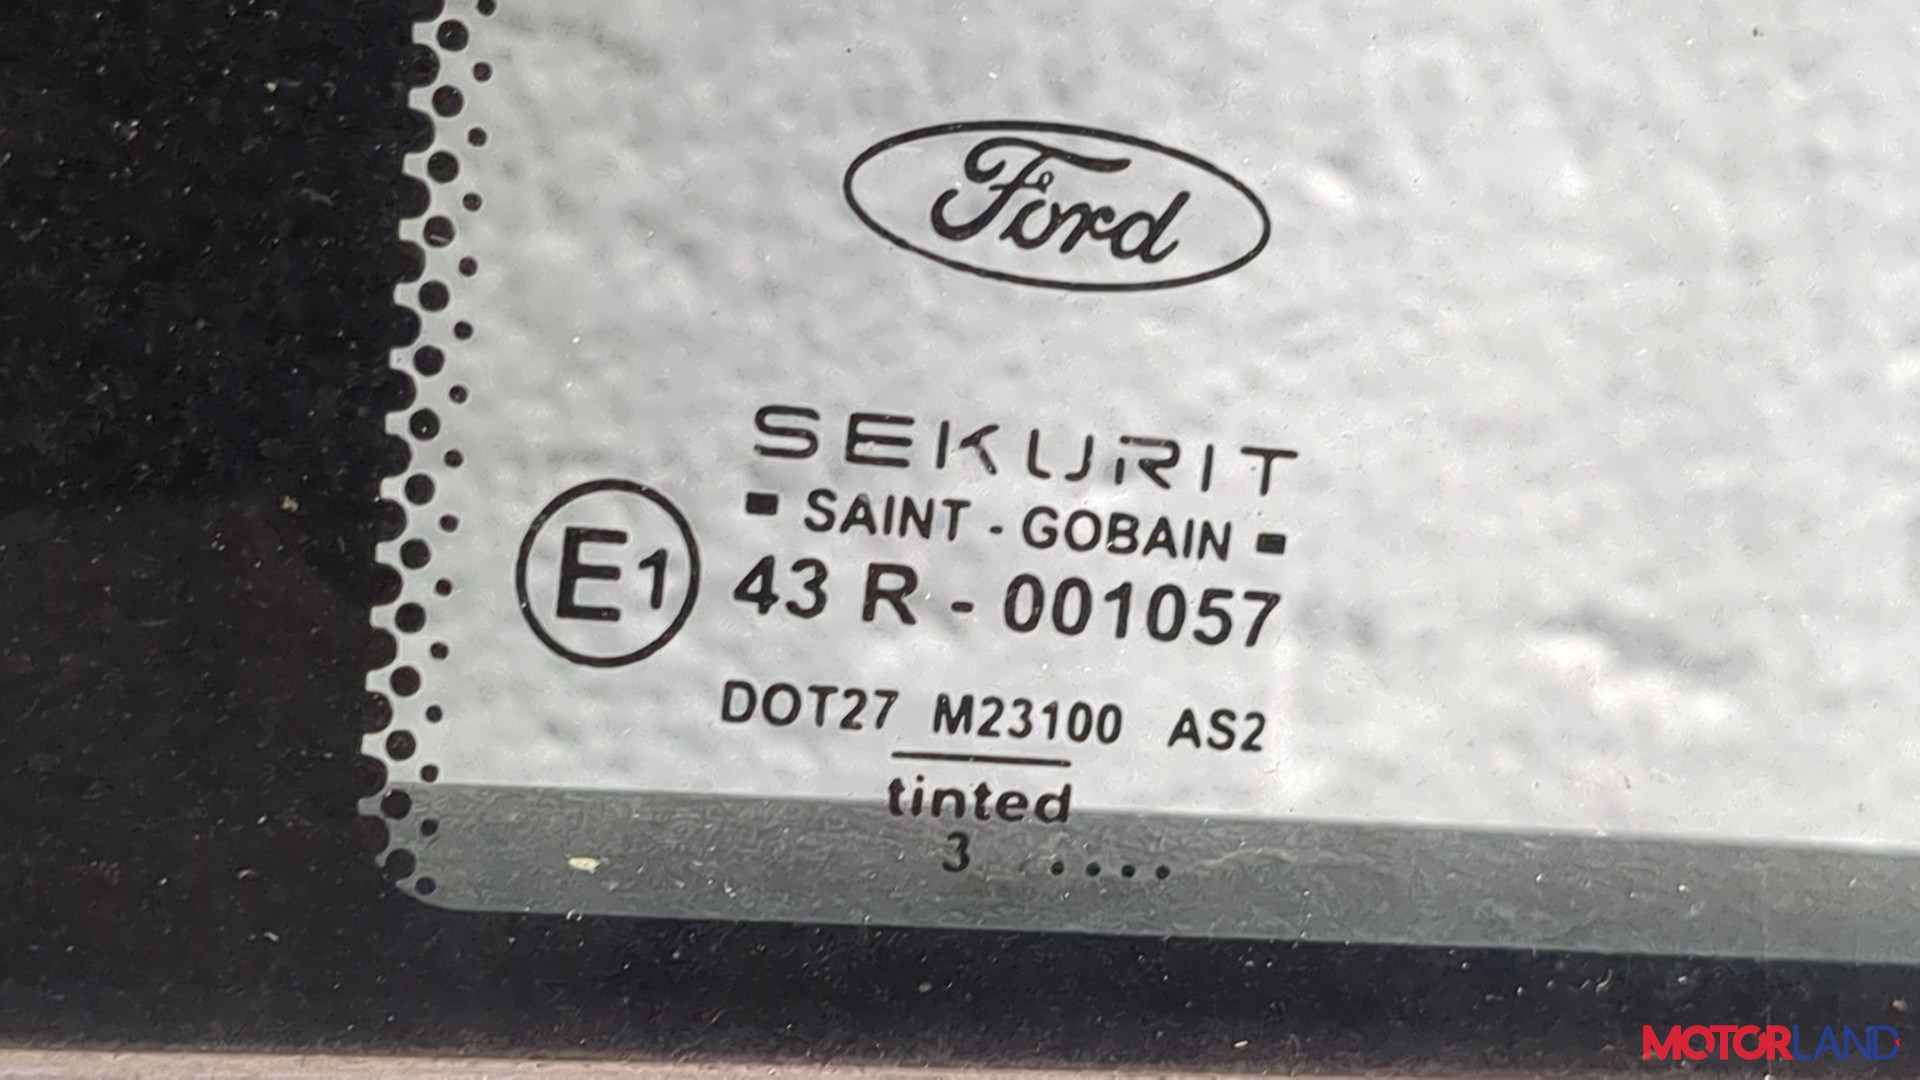 Ford
SEKURIT
SAINT - GOBAIN
E1 43 R - 001057
DOT27 M23100 AS2
tinted
3 ....
MOTORLAND